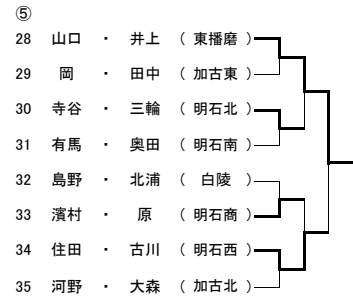 ⑤
28 山口 ・ 井上 ( 東播磨 )
29 岡 ・ 田中 ( 加古東 )
30 寺谷 ・ 三輪 ( 明石北 )
31 有馬 ・ 奥田 ( 明石南 )
32 島野 ・ 北浦 ( 白陵 )
33 濱村 ・ 原 ( 明石商 )
34 住田 ・ 古川 ( 明石西 )
35 河野 ・ 大森 ( 加古北 )